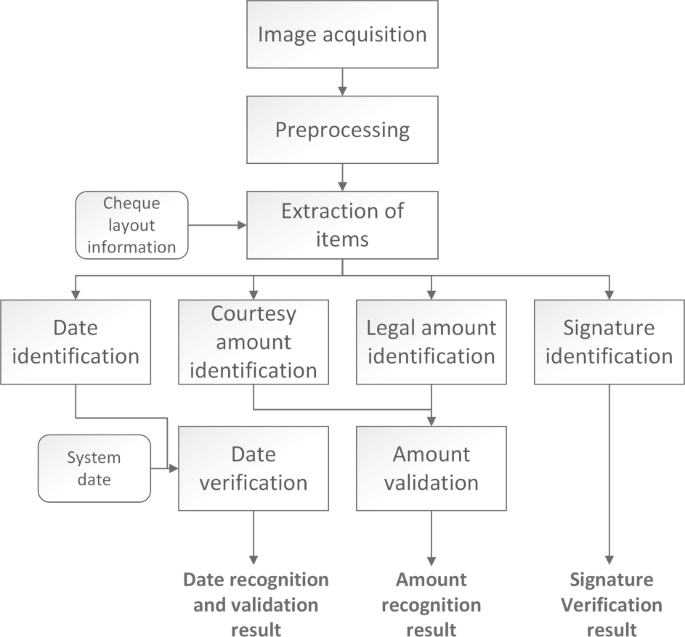 Image acquisition
Preprocessing
Cheque
layout
information
Extraction of
items
Date
identification
Courtesy
amount
identification
Legal amount
identification
Signature
identification
System
date
Date
verification
Amount
validation
Date recognition
and validation
result
Amount
recognition
result
Signature
Verification
result